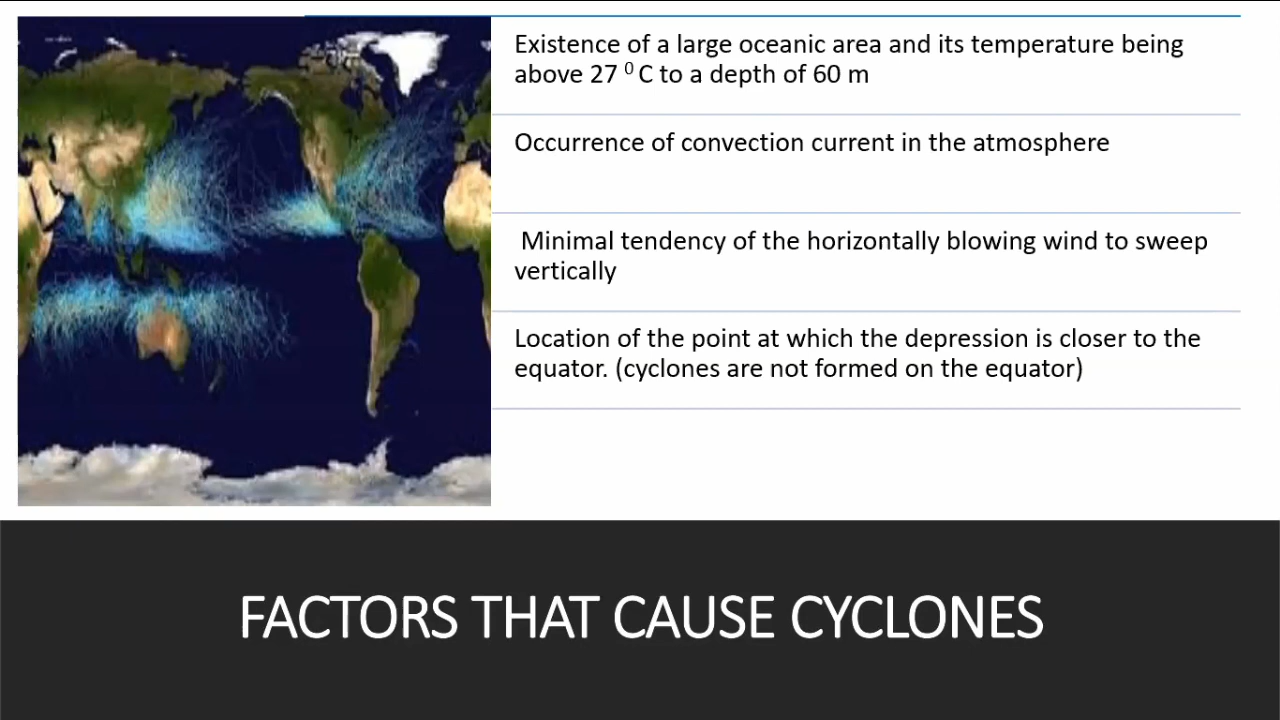 Existence of a large oceanic area and its temperature being
above 27 ⁰ C to a depth of 60 m
Occurrence of convection current in the atmosphere
Minimal tendency of the horizontally blowing wind to sweep
vertically
Location of the point at which the depression is closer to the
equator. (cyclones are not formed on the equator)
FACTORS THAT CAUSE CYCLONES